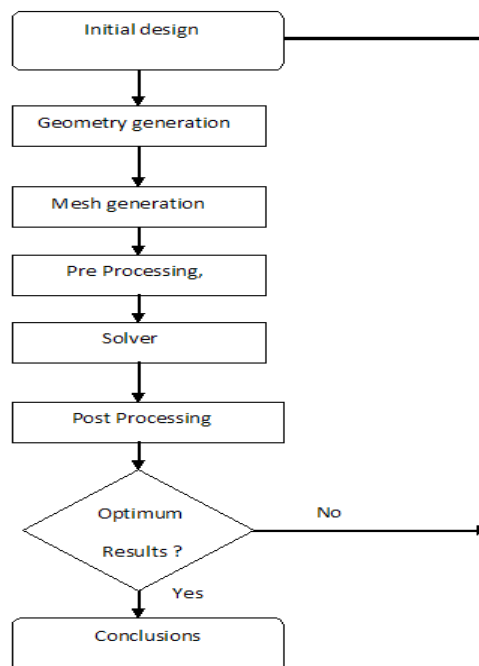 Initial design
Geometry generation
Mesh generation
Pre Processing,
Solver
Post Processing
Optimum
Results ?
No
Yes
Conclusions